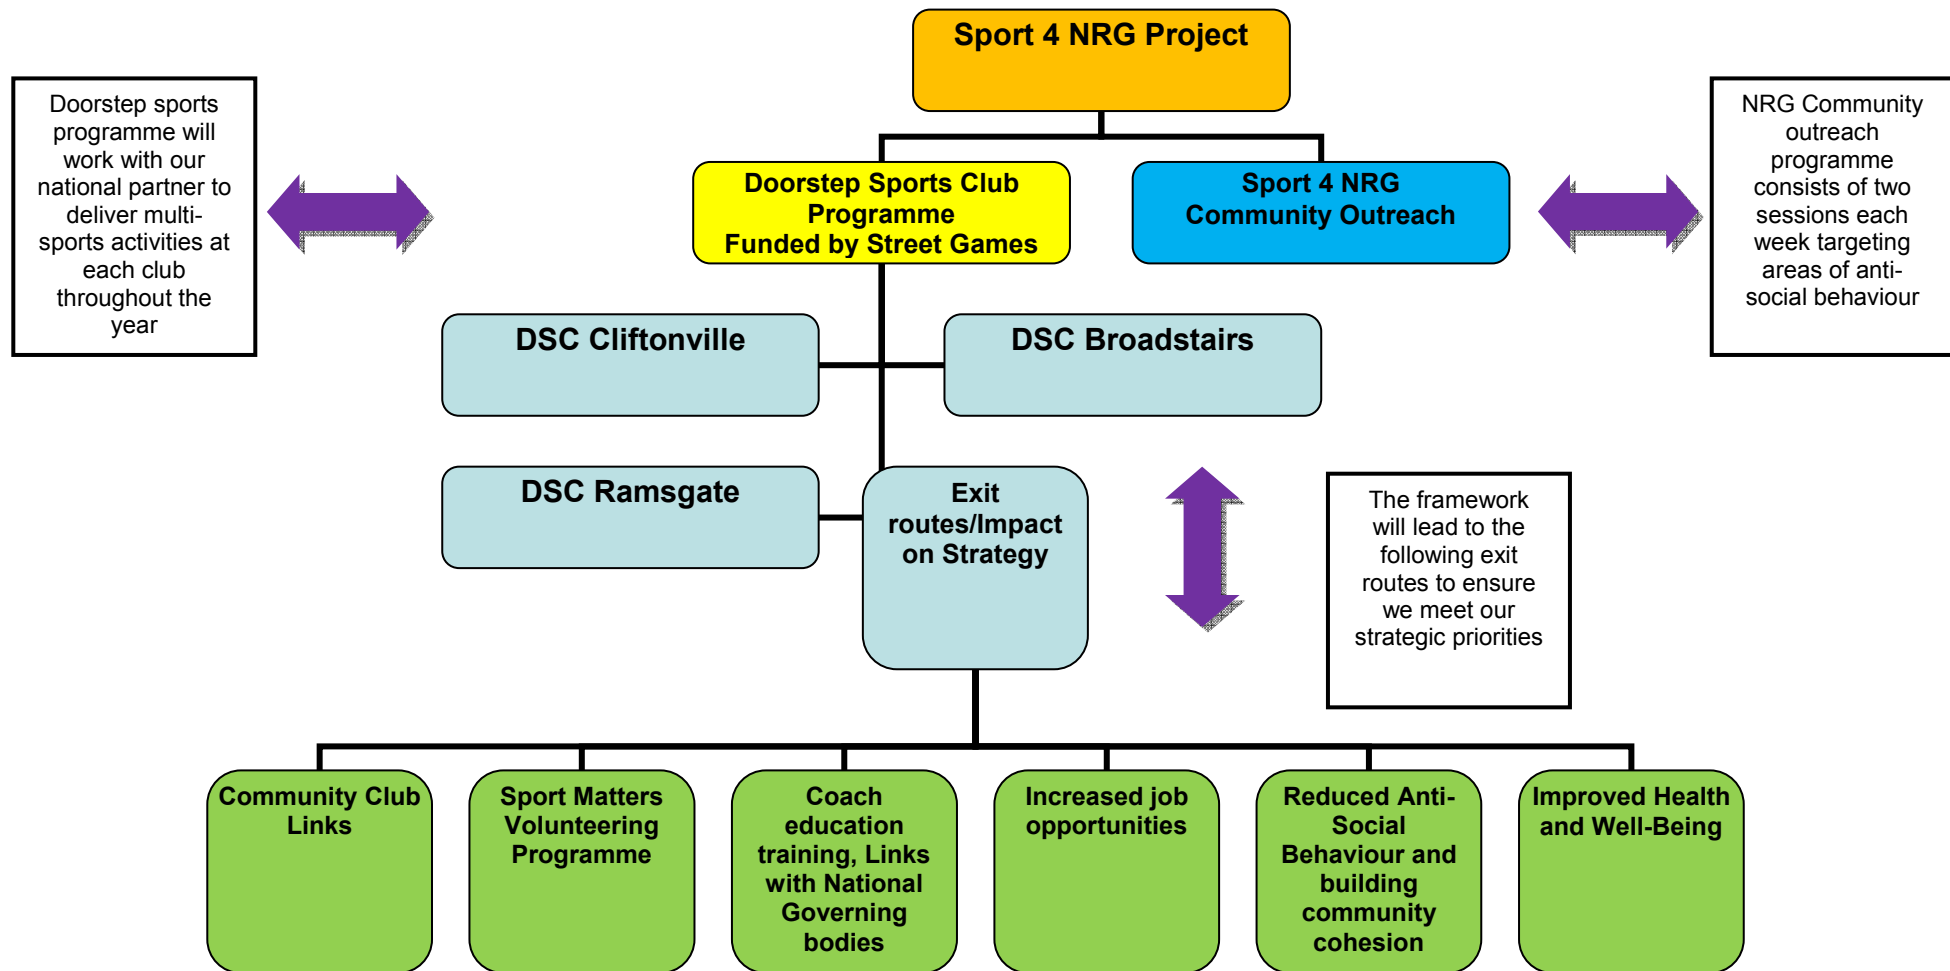 Sport 4 NRG Project
Doorstep sports
programme will
work with our
national partner to
deliver multi-
sports activities at
each club
throughout the
year
Doorstep Sports Club
Programme
Funded by Street Games
Sport 4 NRG
Community Outreach
NRG Community
outreach
programme
consists of two
sessions each
week targeting
areas of anti-
social behaviour
DSC Cliftonville
DSC Broadstairs
DSC Ramsgate
Exit
routes/Impact
on Strategy
The framework
will lead to the
following exit
routes to ensure
we meet our
strategic priorities
Community Club
Links
Sport Matters
Volunteering
Programme
Coach
education
training, Links
with National
Governing
bodies
Increased job
opportunities
Reduced Anti-
Social
Behaviour and
building
community
cohesion
Improved Health
and Well-Being